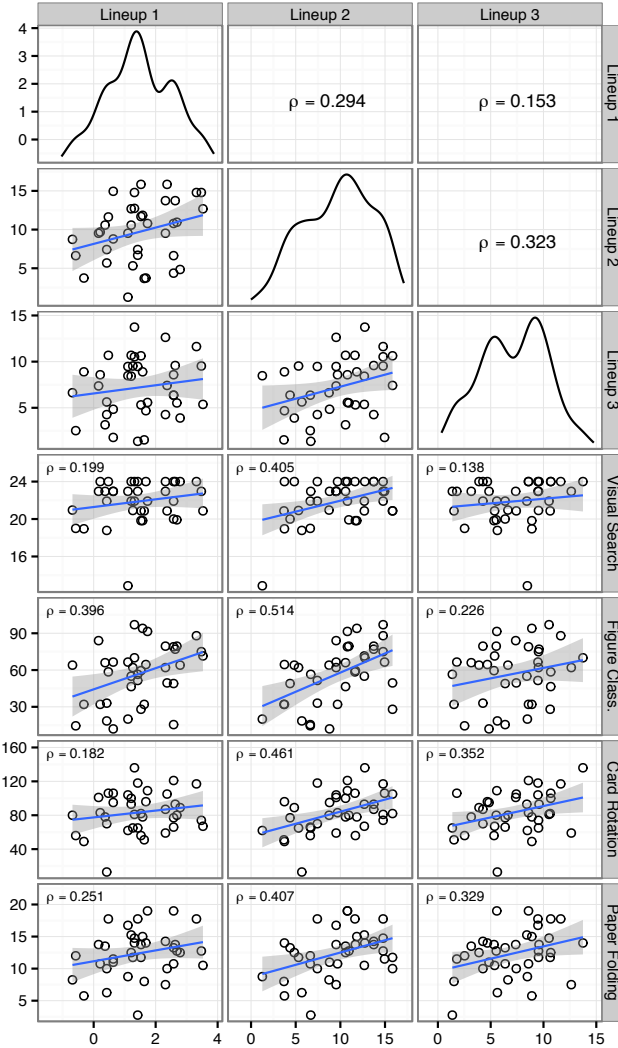 Lineup 1 Lineup 2 Lineup 3
4
3
2
1
0
ρ = 0.294
ρ = 0.153
Lineup 1
15
10
5
ρ = 0.323
Lineup 2
15
10
5
Lineup 3
24
20
16
ρ = 0.199
ρ = 0.405
ρ = 0.138
Visual Search
90
60
30
ρ = 0.396
ρ = 0.514
ρ = 0.226
Figure Class.
160
120
80
40
ρ = 0.182
ρ = 0.461
ρ = 0.352
Card Rotation
20
15
10
5
ρ = 0.251
ρ = 0.407
ρ = 0.329
Paper Folding
0 2 4 0 5 10 15 0 5 10 15